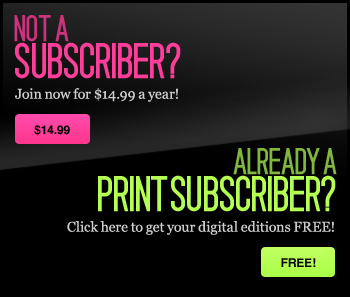 NOT A
SUBSCRIBER?
Join now for $14.99 a year!
$14.99
ALREADY A
PRINT SUBSCRIBER?
Click here to get your digital editions FREE!
FREE!